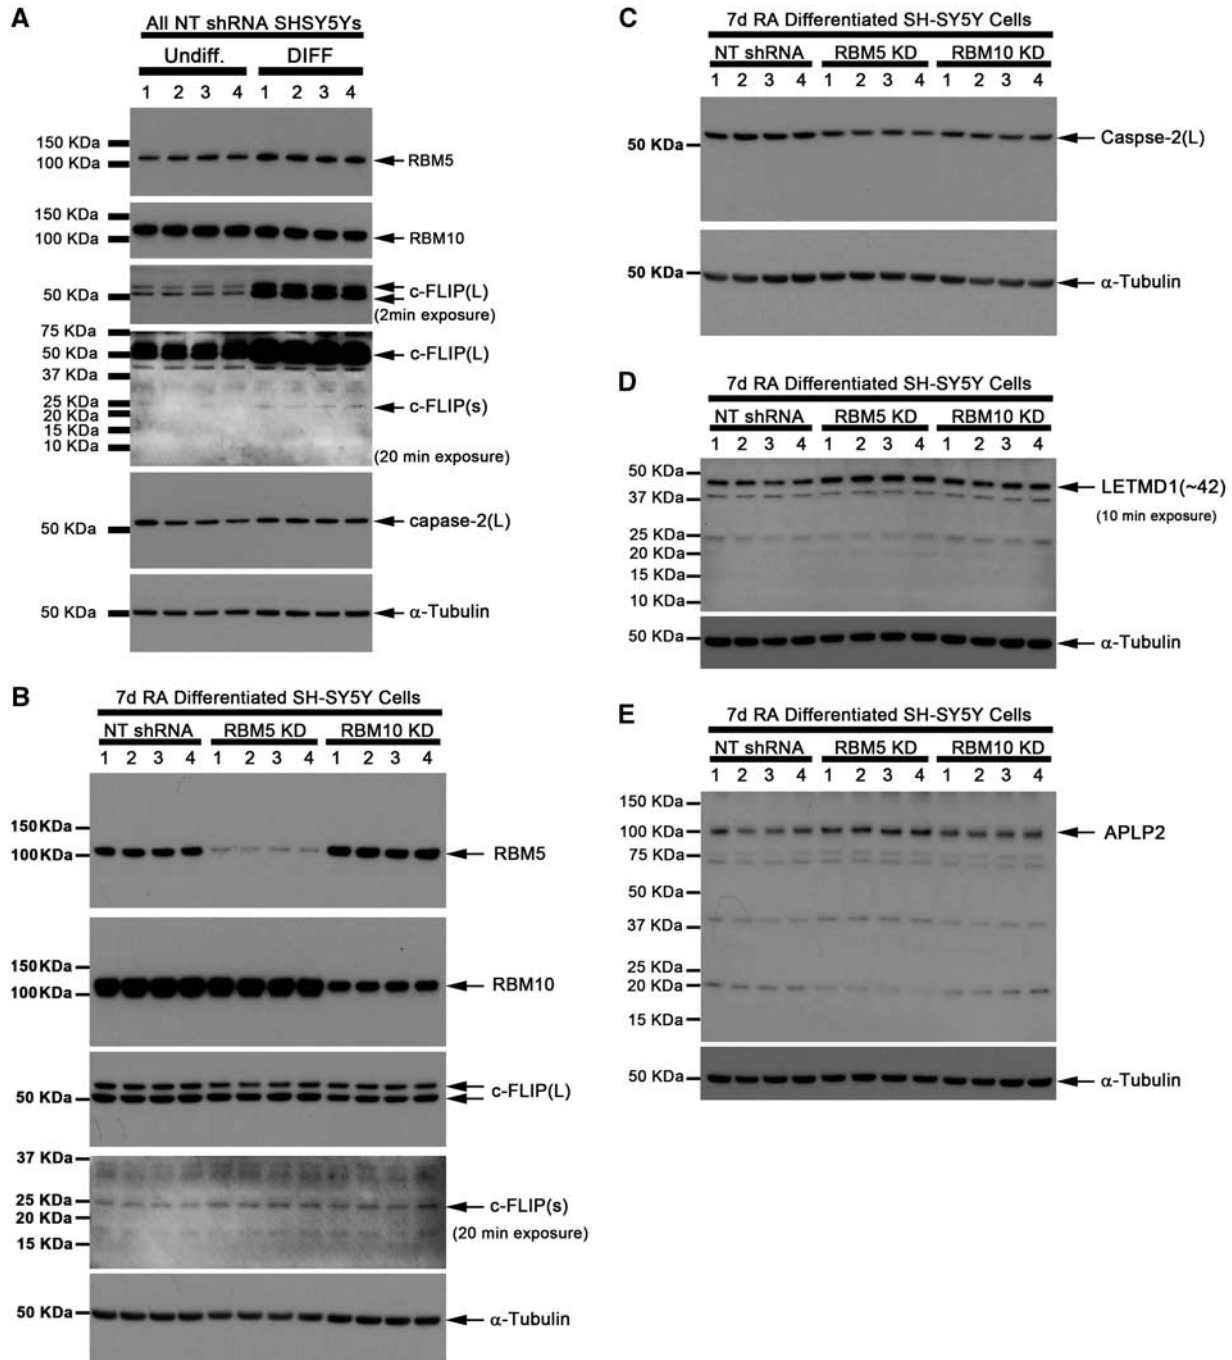 A
All NT shRNA SHSY5Ys
Undiff. DIFF
1 2 3 4 1 2 3 4
150 KDa
100 KDa
RBM5
150 KDa
100 KDa
RBM10
50 KDa
c-FLIP(L)
(2min exposure)
75 KDa
50 KDa
37 KDa
25 KDa
20 KDa
15 KDa
10 KDa
c-FLIP(L)
c-FLIP(s)
(20 min exposure)
50 KDa
capase-2(L)
50 KDa
α-Tubulin
B
7d RA Differentiated SH-SY5Y Cells
NT shRNA RBM5 KD RBM10 KD
1 2 3 4 1 2 3 4 1 2 3 4
150KDa
100KDa
RBM5
150KDa
100KDa
RBM10
50 KDa
c-FLIP(L)
37 KDa
25 KDa
20 KDa
15 KDa
c-FLIP(s)
(20 min exposure)
50 KDa
α-Tubulin
C
7d RA Differentiated SH-SY5Y Cells
NT shRNA RBM5 KD RBM10 KD
1 2 3 4 1 2 3 4 1 2 3 4
50 KDa
Caspse-2(L)
50 KDa
α-Tubulin
D
7d RA Differentiated SH-SY5Y Cells
NT shRNA RBM5 KD RBM10 KD
1 2 3 4 1 2 3 4 1 2 3 4
50 KDa
37 KDa
25 KDa
20 KDa
15 KDa
10 KDa
LETMD1(~42)
(10 min exposure)
50 KDa
α-Tubulin
E
7d RA Differentiated SH-SY5Y Cells
NT shRNA RBM5 KD RBM10 KD
1 2 3 4 1 2 3 4 1 2 3 4
150 KDa
100 KDa
75 KDa
50 KDa
37 KDa
25 KDa
20 KDa
15 KDa
APLP2
50 KDa
α-Tubulin